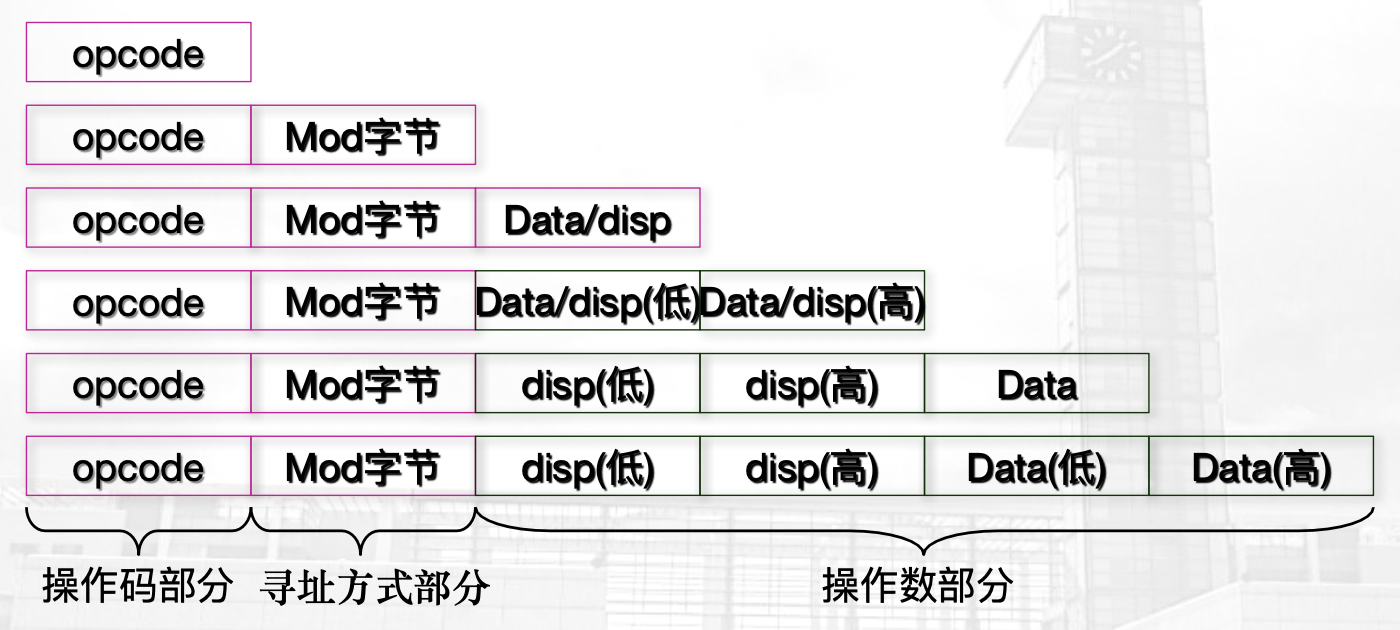 opcode
opcode Mod字节
opcode Mod字节 Data/disp
opcode Mod字节 Data/disp(低) Data/disp(高)
opcode Mod字节 disp(低) disp(高) Data
opcode Mod字节 disp(低) disp(高) Data(低) Data(高)
操作码部分 寻址方式部分 操作数部分